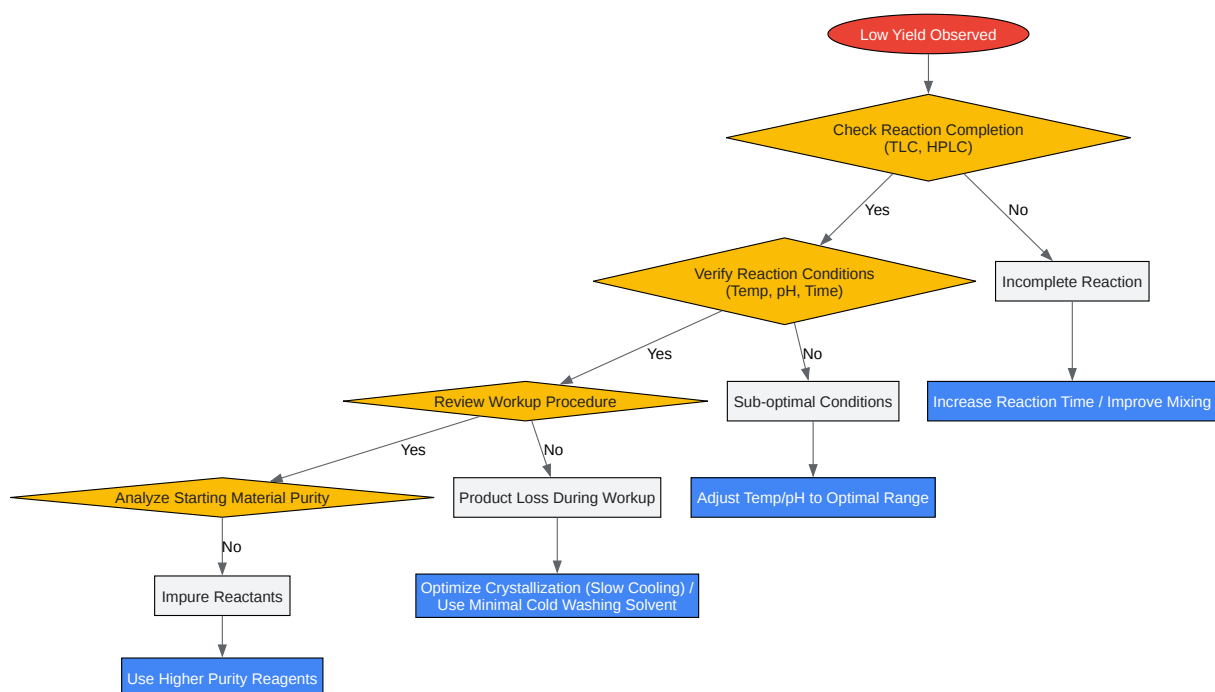 Low Yield Observed
Check Reaction Completion
(TLC, HPLC)
Yes
No
Verify Reaction Conditions
(Temp, pH, Time)
Incomplete Reaction
Yes
No
Review Workup Procedure
Sub-optimal Conditions
Increase Reaction Time / Improve Mixing
Yes
No
Analyze Starting Material Purity
Product Loss During Workup
Adjust Temp/pH to Optimal Range
No
Impure Reactants
Optimize Crystallization (Slow Cooling) /
Use Minimal Cold Washing Solvent
Use Higher Purity Reagents